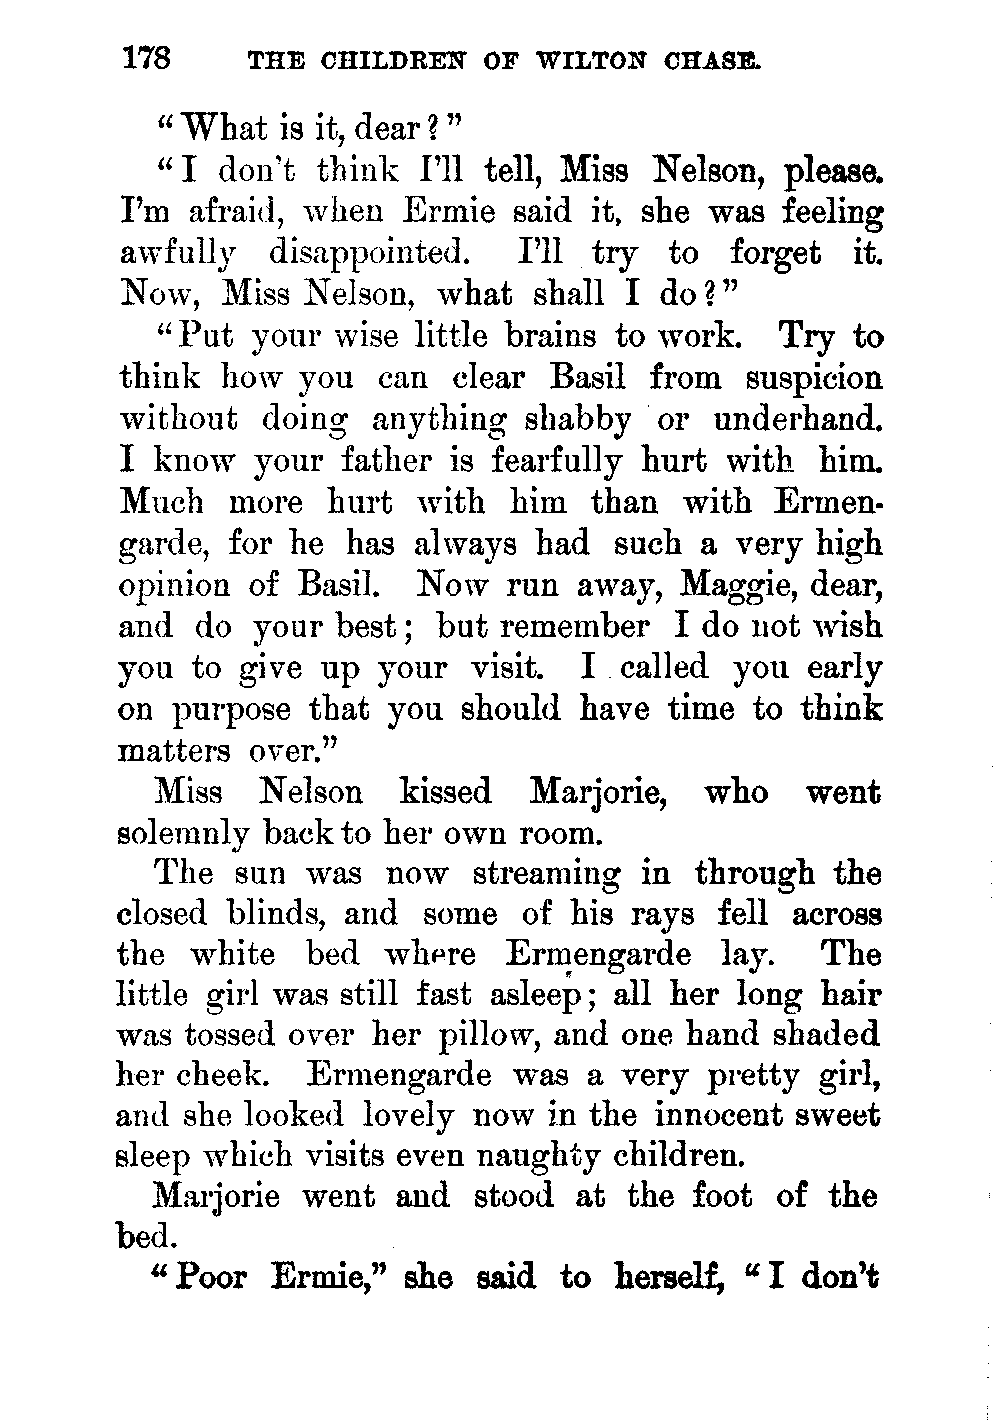 178 THE CHILDREN OF WILTON CHASE.
“What is it, dear?”
“I don't think I'll tell, Miss Nelson, please.
I'm afraid, when Ermie said it, she was feeling
awfully disappointed. I'll try to forget it.
Now, Miss Nelson, what shall I do?”
“Put your wise little brains to work. Try to
think how you can clear Basil from suspicion
without doing anything shabby or underhand.
I know your father is fearfully hurt with him.
Much more hurt with him than with Ermen-
garde, for he has always had such a very high
opinion of Basil. Now run away, Maggie, dear,
and do your best; but remember I do not wish
you to give up your visit. I called you early
on purpose that you should have time to think
matters over.”
Miss Nelson kissed Marjorie, who went
solemnly back to her own room.
The sun was now streaming in through the
closed blinds, and some of his rays fell across
the white bed where Ermengarde lay. The
little girl was still fast asleep; all her long hair
was tossed over her pillow, and one hand shaded
her cheek. Ermengarde was a very pretty girl,
and she looked lovely now in the innocent sweet
sleep which visits even naughty children.
Marjorie went and stood at the foot of the
bed.
“Poor Ermie,” she said to herself, “I don't